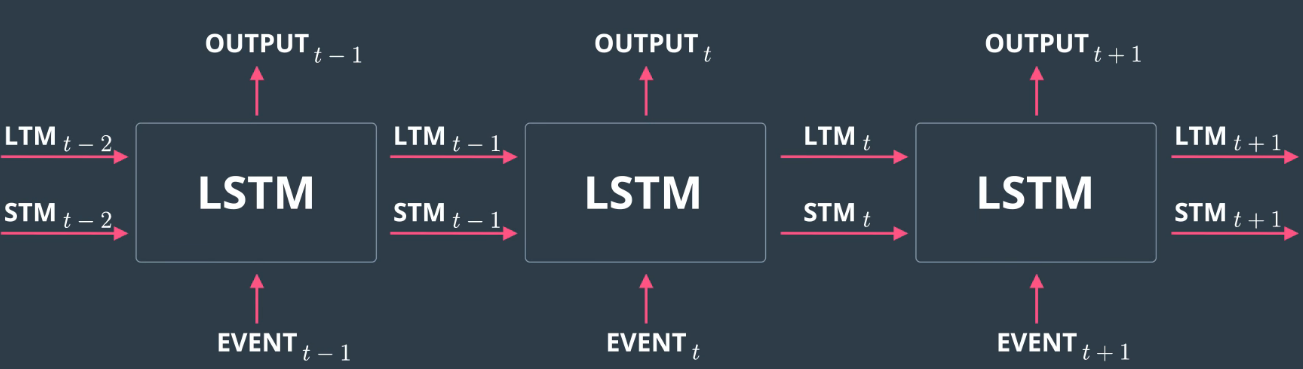 OUTPUT t − 1 OUTPUT t OUTPUT t + 1
LTM t − 2 LTM t − 1 LTM t LTM t + 1
LSTM LSTM LSTM
STM t − 2 STM t − 1 STM t STM t + 1
EVENT t − 1 EVENT t EVENT t + 1